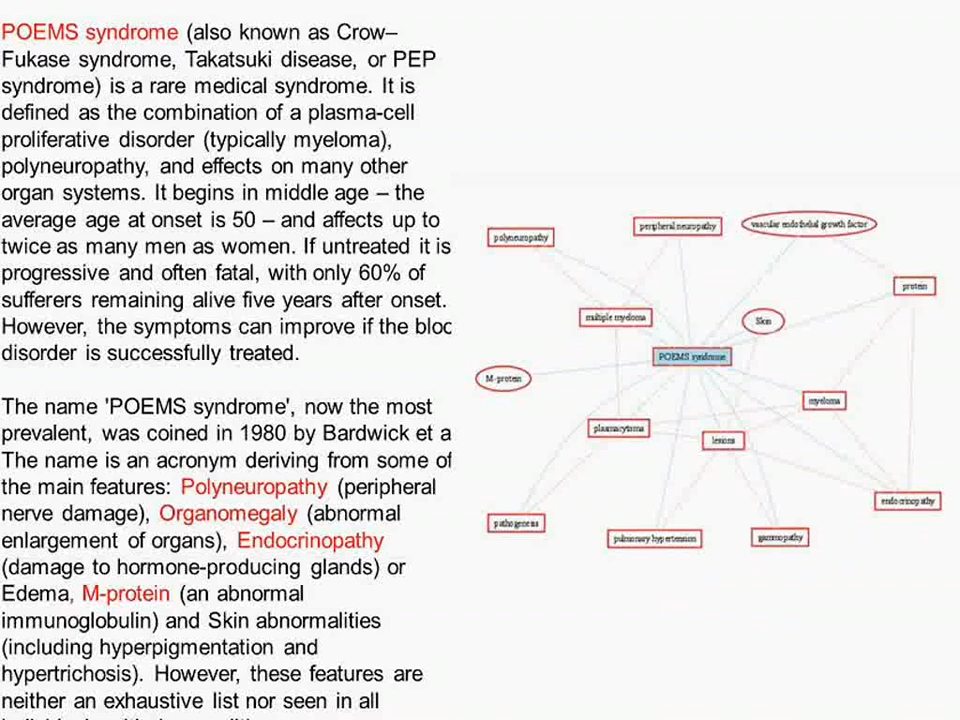 POEMS syndrome (also known as Crow–
Fukase syndrome, Takatsuki disease, or PEP
syndrome) is a rare medical syndrome. It is
defined as the combination of a plasma-cell
proliferative disorder (typically myeloma),
polyneuropathy, and effects on many other
organ systems. It begins in middle age – the
average age at onset is 50 – and affects up to
twice as many men as women. If untreated it is
progressive and often fatal, with only 60% of
sufferers remaining alive five years after onset.
However, the symptoms can improve if the bloc
disorder is successfully treated.
The name 'POEMS syndrome', now the most
prevalent, was coined in 1980 by Bardwick et a
The name is an acronym deriving from some of
the main features: Polyneuropathy (peripheral
nerve damage), Organomegaly (abnormal
enlargement of organs), Endocrinopathy
(damage to hormone-producing glands) or
Edema, M-protein (an abnormal
immunoglobulin) and Skin abnormalities
(including hyperpigmentation and
hypertrichosis). However, these features are
neither an exhaustive list nor seen in all
polyneuropathy
peripheral neuropathy
vascular endothelial growth factor
protein
multiple myeloma
Skin
POEMS syndrome
M-protein
myeloma
plasmacytoma
lesions
endocrinopathy
pathogenesis
pulmonary hypertension
gammopathy